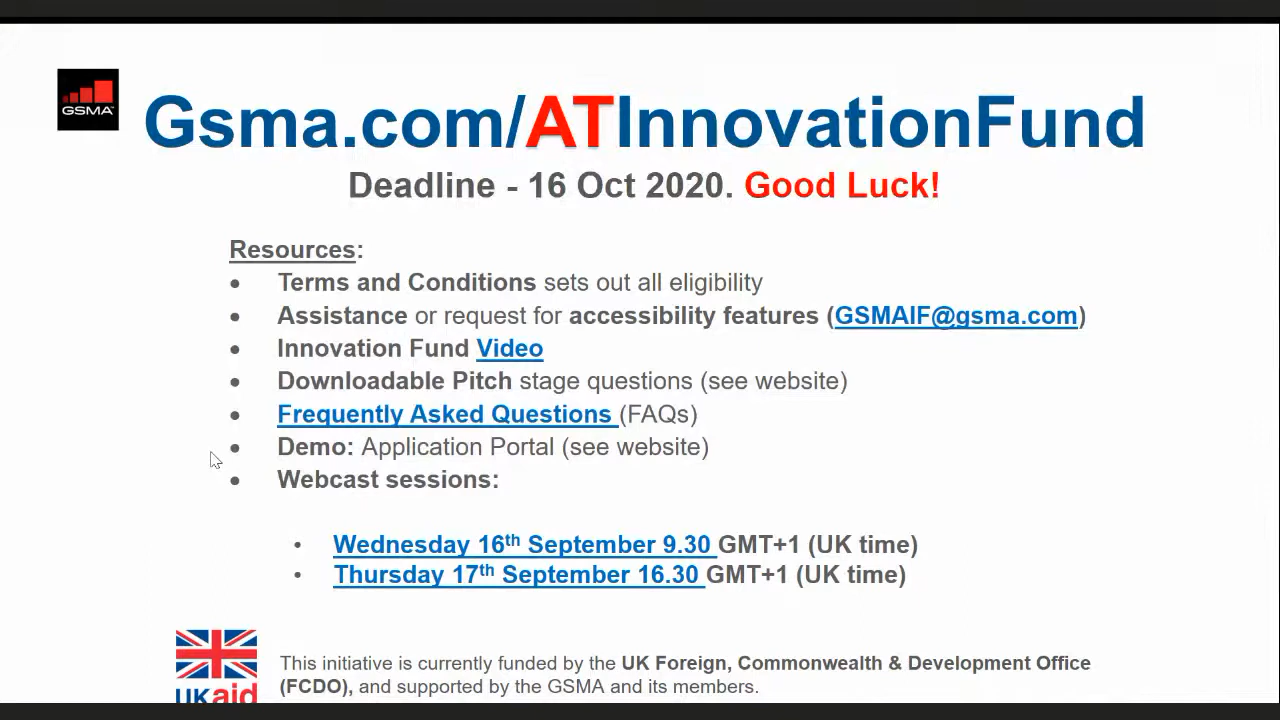 GSMA
Gsma.com/ATInnovationFund
Deadline - 16 Oct 2020. Good Luck!
Resources:
• Terms and Conditions sets out all eligibility
• Assistance or request for accessibility features (GSMAIF@gsma.com)
• Innovation Fund Video
• Downloadable Pitch stage questions (see website)
• Frequently Asked Questions (FAQs)
• Demo: Application Portal (see website)
• Webcast sessions:
• Wednesday 16th September 9.30 GMT+1 (UK time)
• Thursday 17th September 16.30 GMT+1 (UK time)
This initiative is currently funded by the UK Foreign, Commonwealth & Development Office
(FCDO), and supported by the GSMA and its members.
UKaid